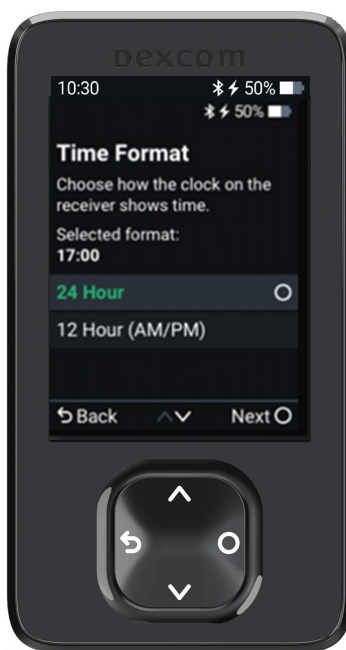 Dexcom
10:30 50%
50%
Time Format
Choose how the clock on the
receiver shows time.
Selected format:
17:00
24 Hour
12 Hour (AM/PM)
Back Next